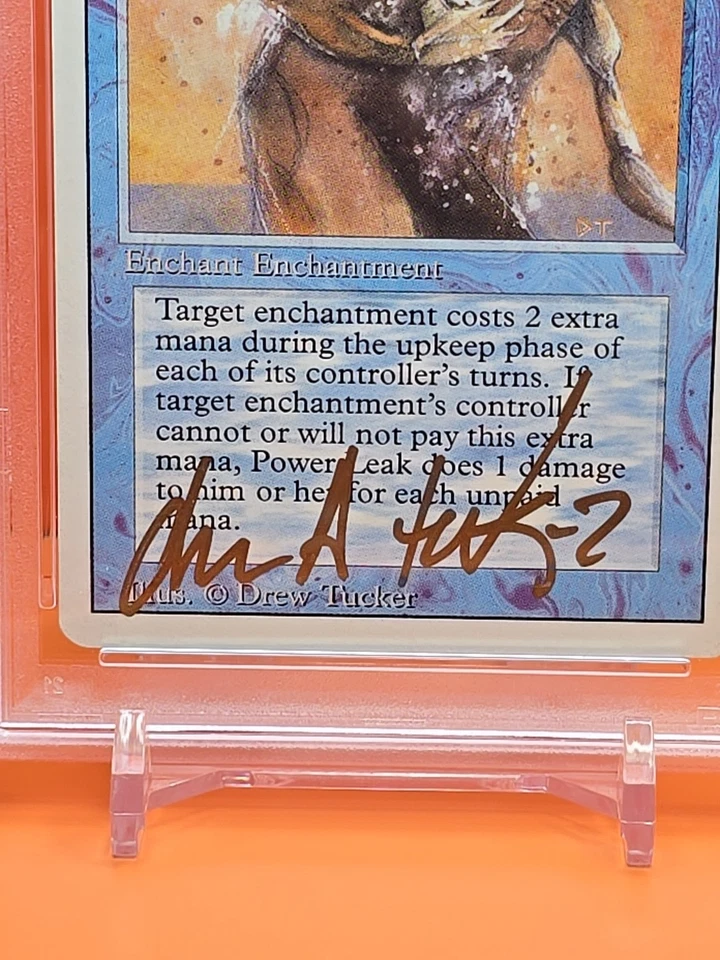 DT
Enchant Enchantment
Target enchantment costs 2 extra
mana during the upkeep phase of
each of its controller's turns. If
target enchantment's controller
cannot or will not pay this extra
mana, Power Leak does 1 damage
to him or her for each unpaid
mana.
Illus. © Drew Tucker